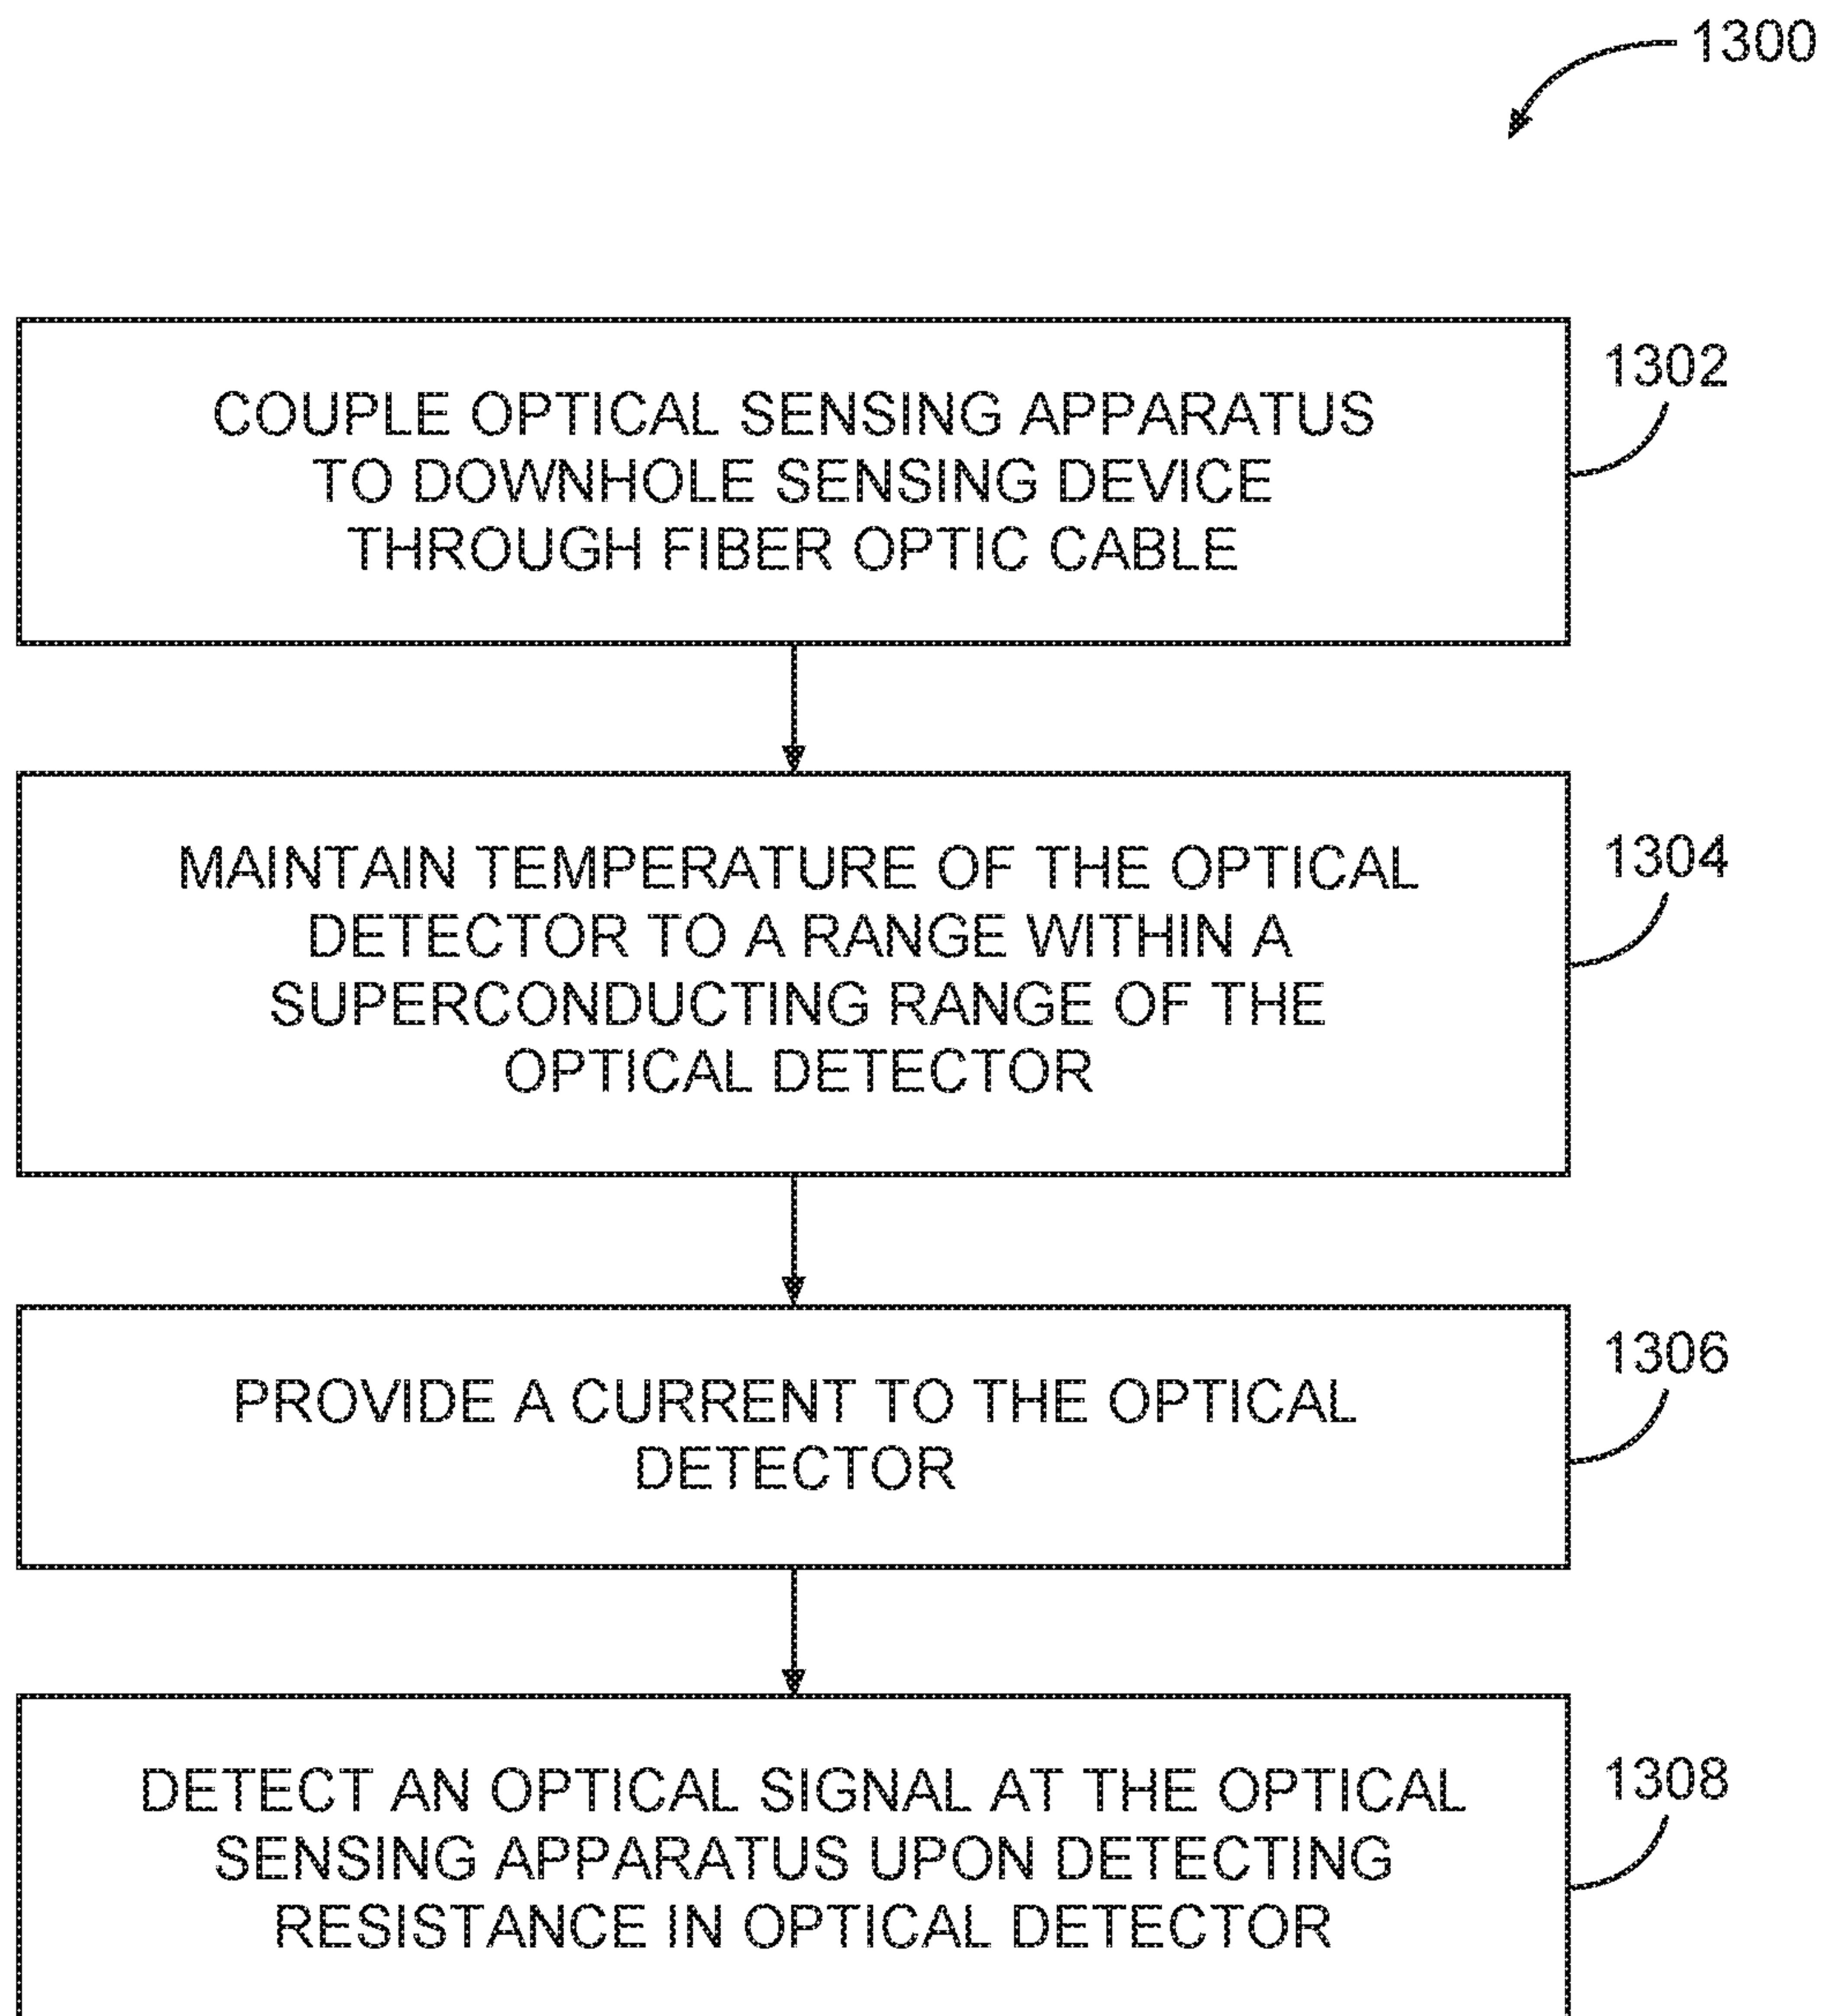 1300
COUPLE OPTICAL SENSING APPARATUS
TO DOWNHOLE SENSING DEVICE
THROUGH FIBER OPTIC CABLE
1302
MAINTAIN TEMPERATURE OF THE OPTICAL
DETECTOR TO A RANGE WITHIN A
SUPERCONDUCTING RANGE OF THE
OPTICAL DETECTOR
1304
PROVIDE A CURRENT TO THE OPTICAL
DETECTOR
1306
DETECT AN OPTICAL SIGNAL AT THE OPTICAL
SENSING APPARATUS UPON DETECTING
RESISTANCE IN OPTICAL DETECTOR
1308